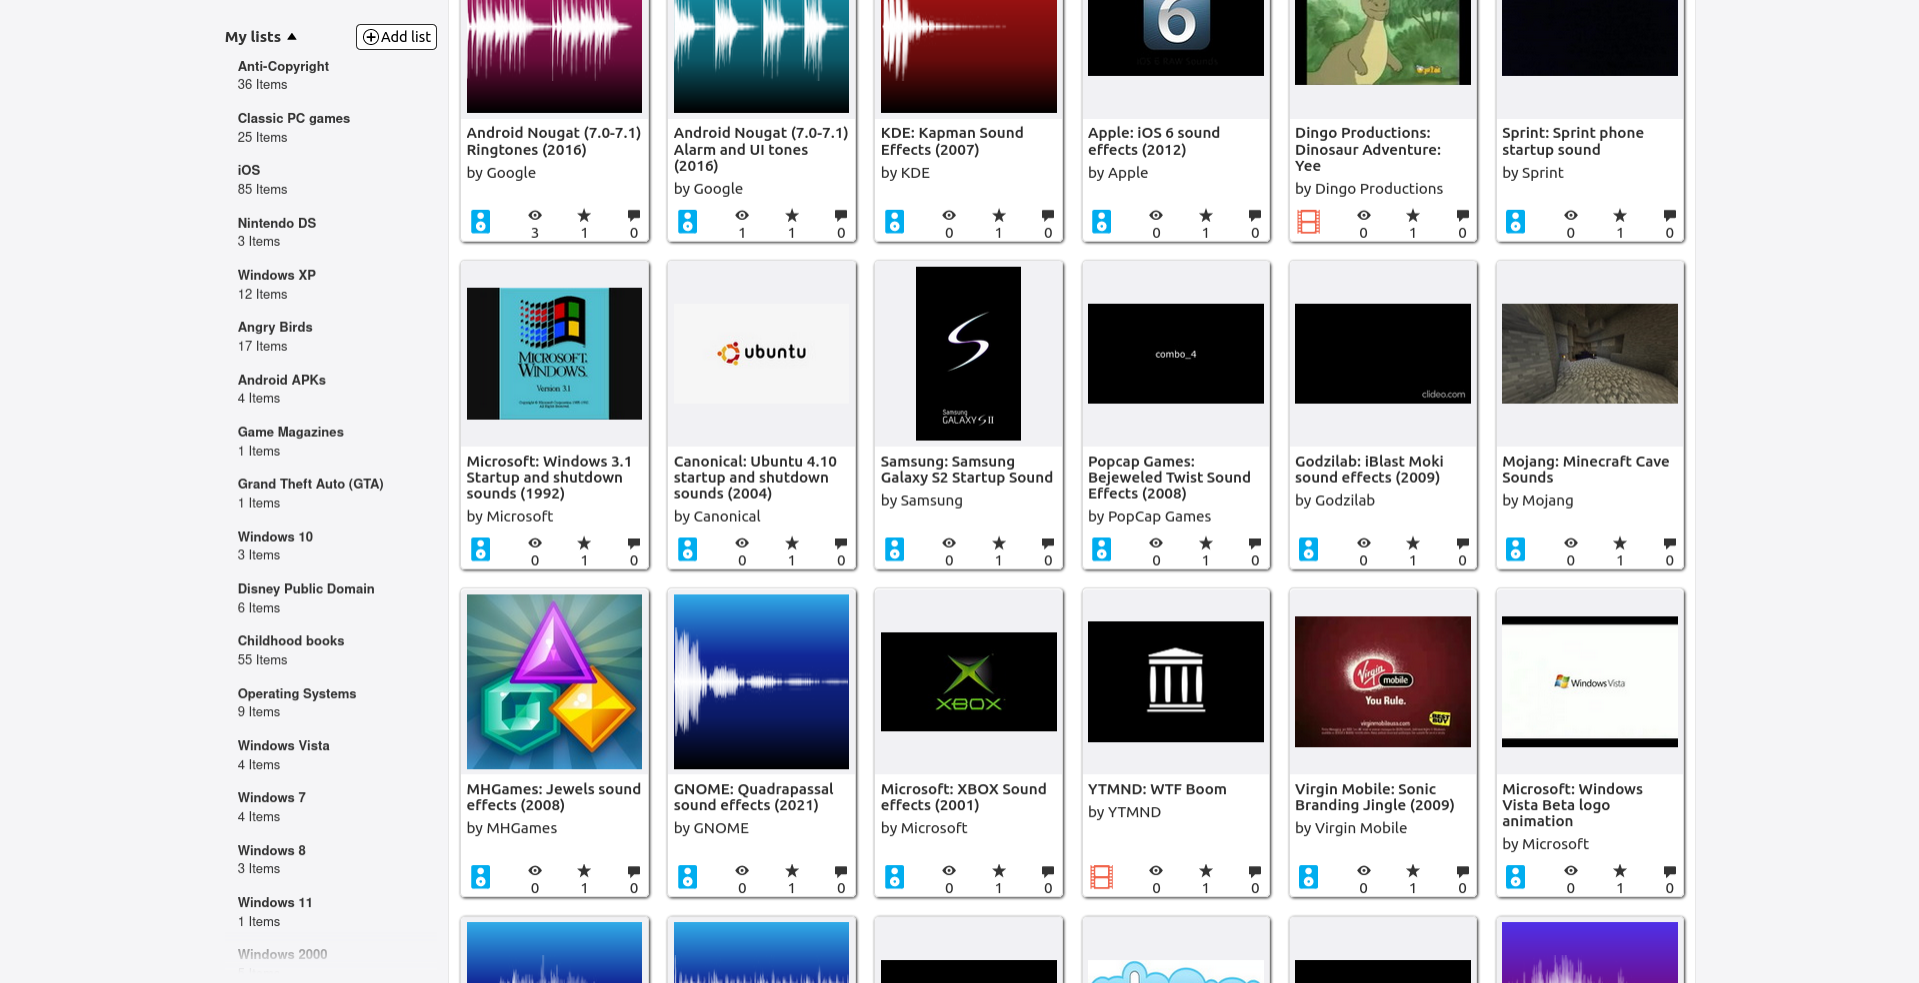 My lists
Add list
Anti-Copyright
36 Items
Classic PC games
25 Items
iOS
85 Items
Nintendo DS
3 Items
Windows XP
12 Items
Angry Birds
17 Items
Android APKs
4 Items
Game Magazines
1 Items
Grand Theft Auto (GTA)
1 Items
Windows 10
3 Items
Disney Public Domain
6 Items
Childhood books
55 Items
Operating Systems
9 Items
Windows Vista
4 Items
Windows 7
4 Items
Windows 8
3 Items
Windows 11
1 Items
Windows 2000
Android Nougat (7.0-7.1)
Ringtones (2016)
by Google
3
1
0
Android Nougat (7.0-7.1)
Alarm and UI tones
(2016)
by Google
1
1
0
KDE: Kapman Sound
Effects (2007)
by KDE
0
1
0
6
iOS 6 RAW Sounds
Apple: iOS 6 sound
effects (2012)
by Apple
0
1
0
Dingo Productions:
Dinosaur Adventure:
Yee
by Dingo Productions
0
1
0
Sprint: Sprint phone
startup sound
by Sprint
0
1
0
MICROSOFT.
WINDOWS.
Version 3.1
Microsoft: Windows 3.1
Startup and shutdown
sounds (1992)
by Microsoft
0
1
0
ubuntu
Canonical: Ubuntu 4.10
startup and shutdown
sounds (2004)
by Canonical
0
1
0
Samsung
GALAXY S II
Samsung: Samsung
Galaxy S2 Startup Sound
by Samsung
0
1
0
combo_4
Popcap Games:
Bejeweled Twist Sound
Effects (2008)
by PopCap Games
0
1
0
clideo.com
Godzilab: iBlast Moki
sound effects (2009)
by Godzilab
0
1
0
Mojang: Minecraft Cave
Sounds
by Mojang
0
1
0
MHGames: Jewels sound
effects (2008)
by MHGames
0
1
0
GNOME: Quadrapassal
sound effects (2021)
by GNOME
0
1
0
XBOX
Microsoft: XBOX Sound
effects (2001)
by Microsoft
0
1
0
YTMND: WTF Boom
by YTMND
0
1
0
Virgin
mobile
You Rule.
virginmobileusa.com
BEST
BUY
Virgin Mobile: Sonic
Branding Jingle (2009)
by Virgin Mobile
0
1
0
Windows Vista
Microsoft: Windows
Vista Beta logo
animation
by Microsoft
0
1
0